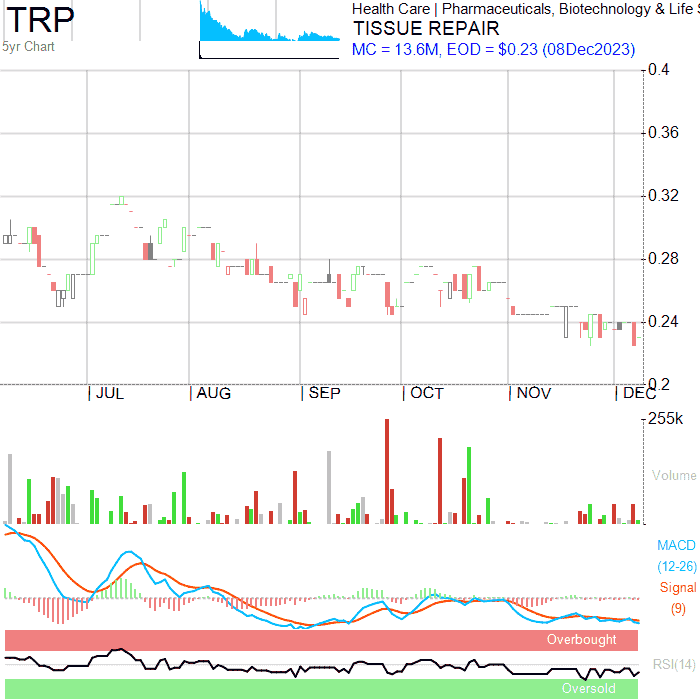 TRP
5yr Chart
Health Care | Pharmaceuticals, Biotechnology & Life S
TISSUE REPAIR
MC = 13.6M, EOD = $0.23 (08Dec2023)
0.4
0.36
0.32
0.28
0.24
0.2
JUL AUG SEP OCT NOV DEC
255k
Volume
MACD
(12-26)
Signal
(9)
Overbought
RSI(14)
Oversold